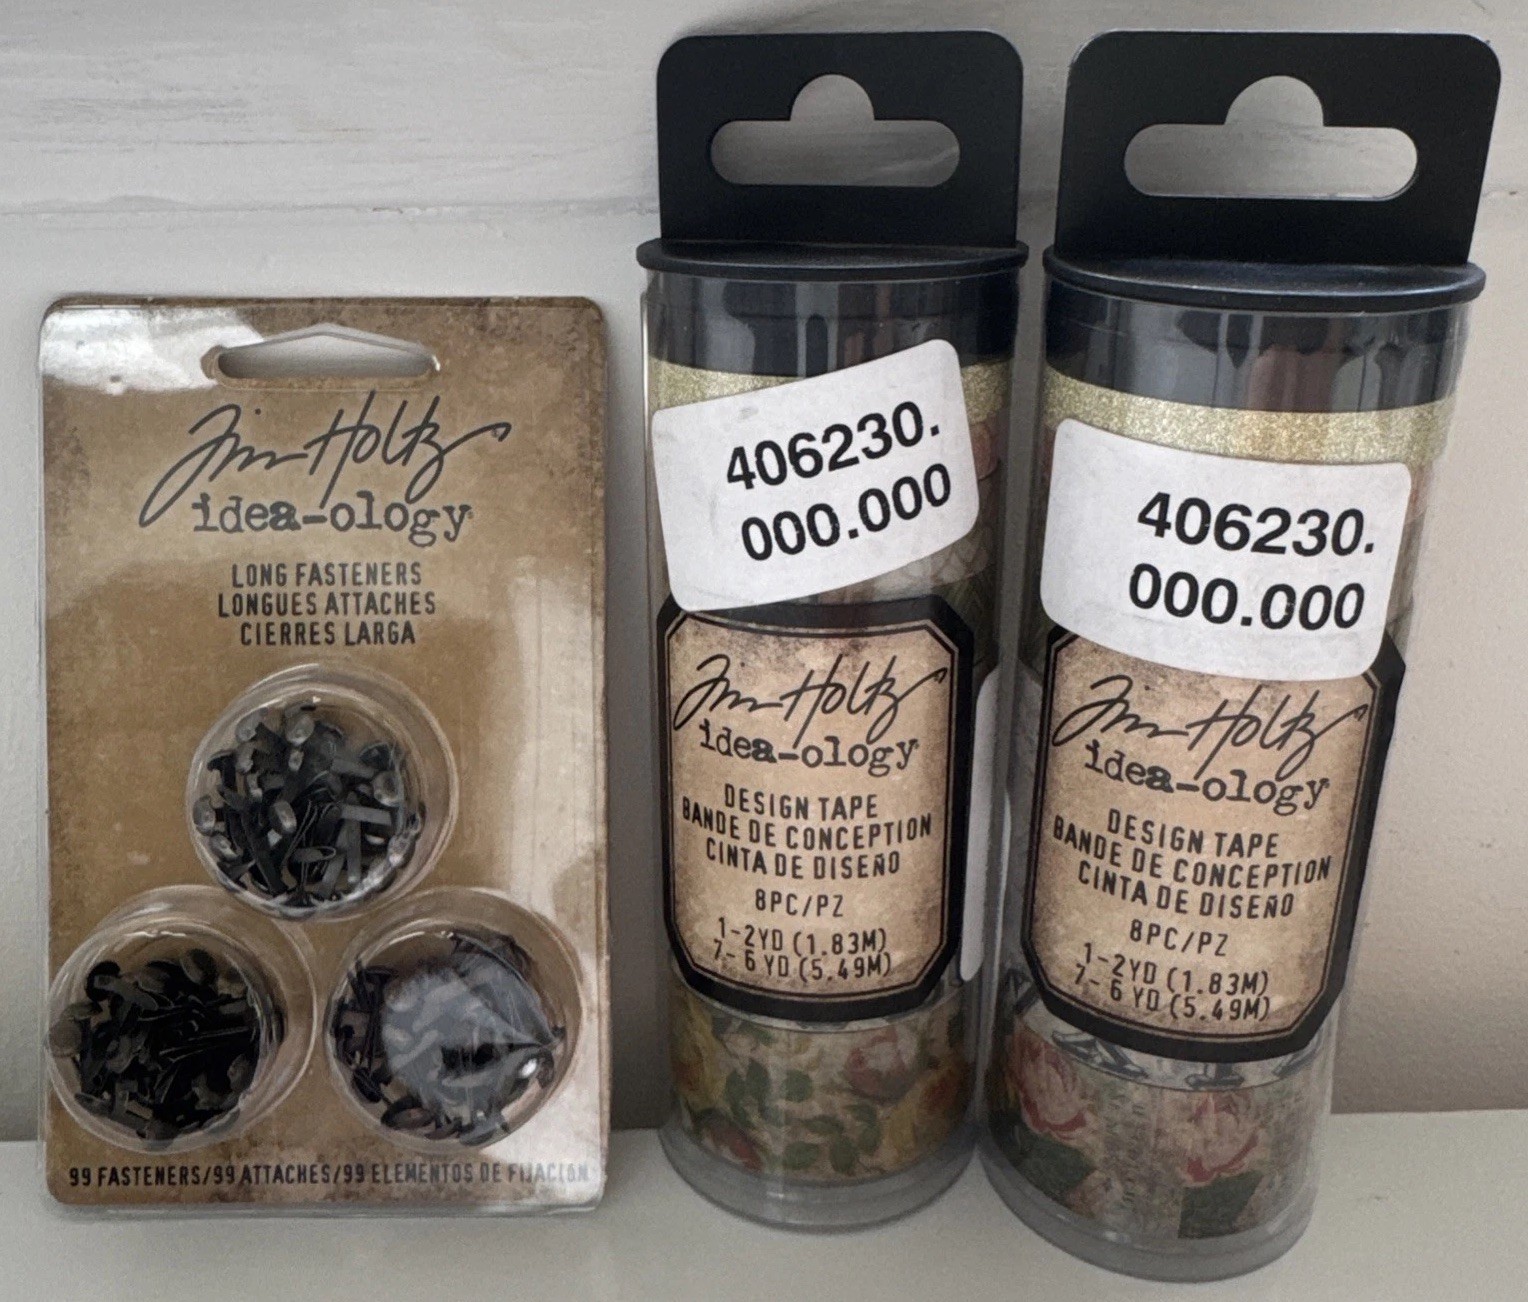 Tim Holtz
idea-ology
LONG FASTENERS
LONGUES ATTACHES
CIERRES LARGA
99 FASTENERS/99 ATTACHES/99 ELEMENTOS DE FIJACIÓN
406230.
000.000
Tim Holtz
idea-ology
DESIGN TAPE
BANDE DE CONCEPTION
CINTA DE DISEÑO
8PC/PZ
1-2YD (1.83M)
7-6 YD (5.49M)
406230.
000.000
Tim Holtz
idea-ology
DESIGN TAPE
BANDE DE CONCEPTION
CINTA DE DISEÑO
8PC/PZ
1-2YD (1.83M)
7-6 YD (5.49M)